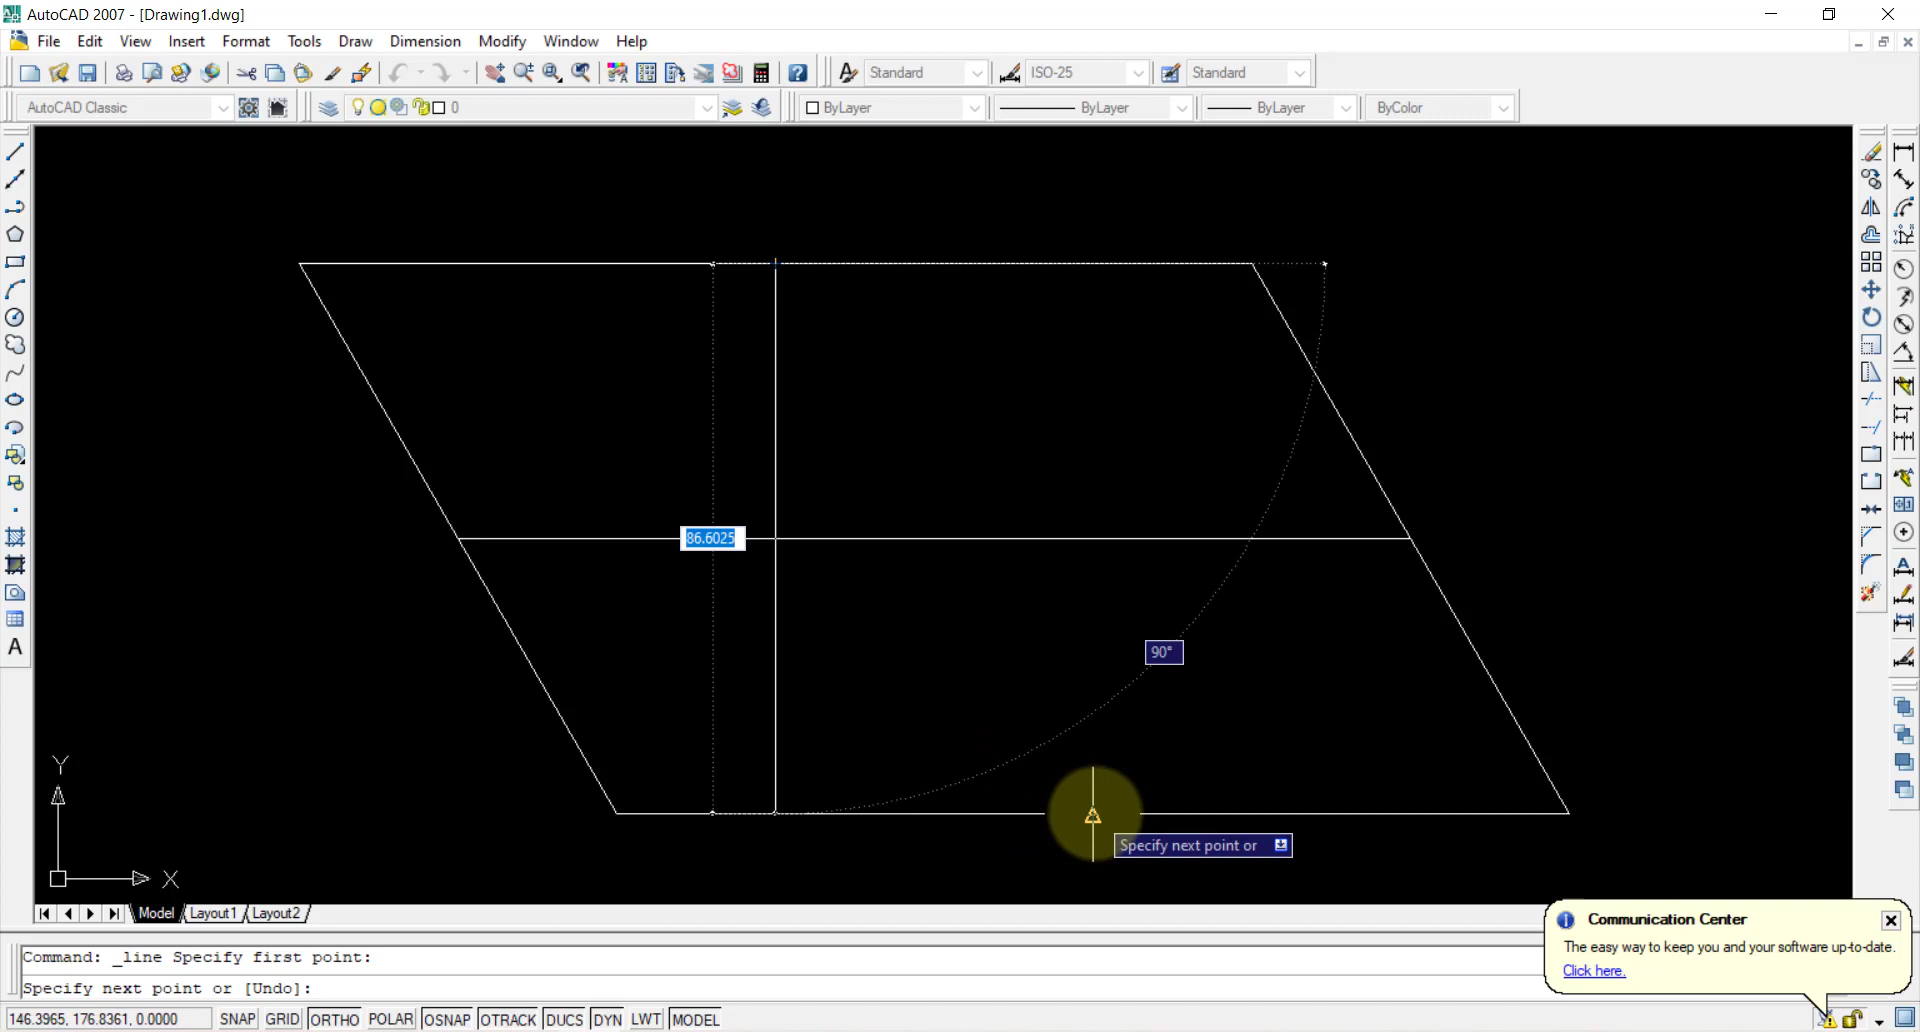 AutoCAD 2007 - [Drawing1.dwg]
File Edit View Insert Format Tools Draw Dimension Modify Window Help
Standard ISO-25 Standard
AutoCAD Classic 0 ByLayer ByLayer ByLayer ByColor
86.6025
90°
Specify next point or
Y
X
A
Model Layout1 Layout2
Communication Center
The easy way to keep you and your software up-to-date.
Click here.
Command: _line Specify first point:
Specify next point or [Undo]:
146.3965, 176.8361, 0.0000 SNAP GRID ORTHO POLAR OSNAP OTRACK DUCS DYN LWT MODEL